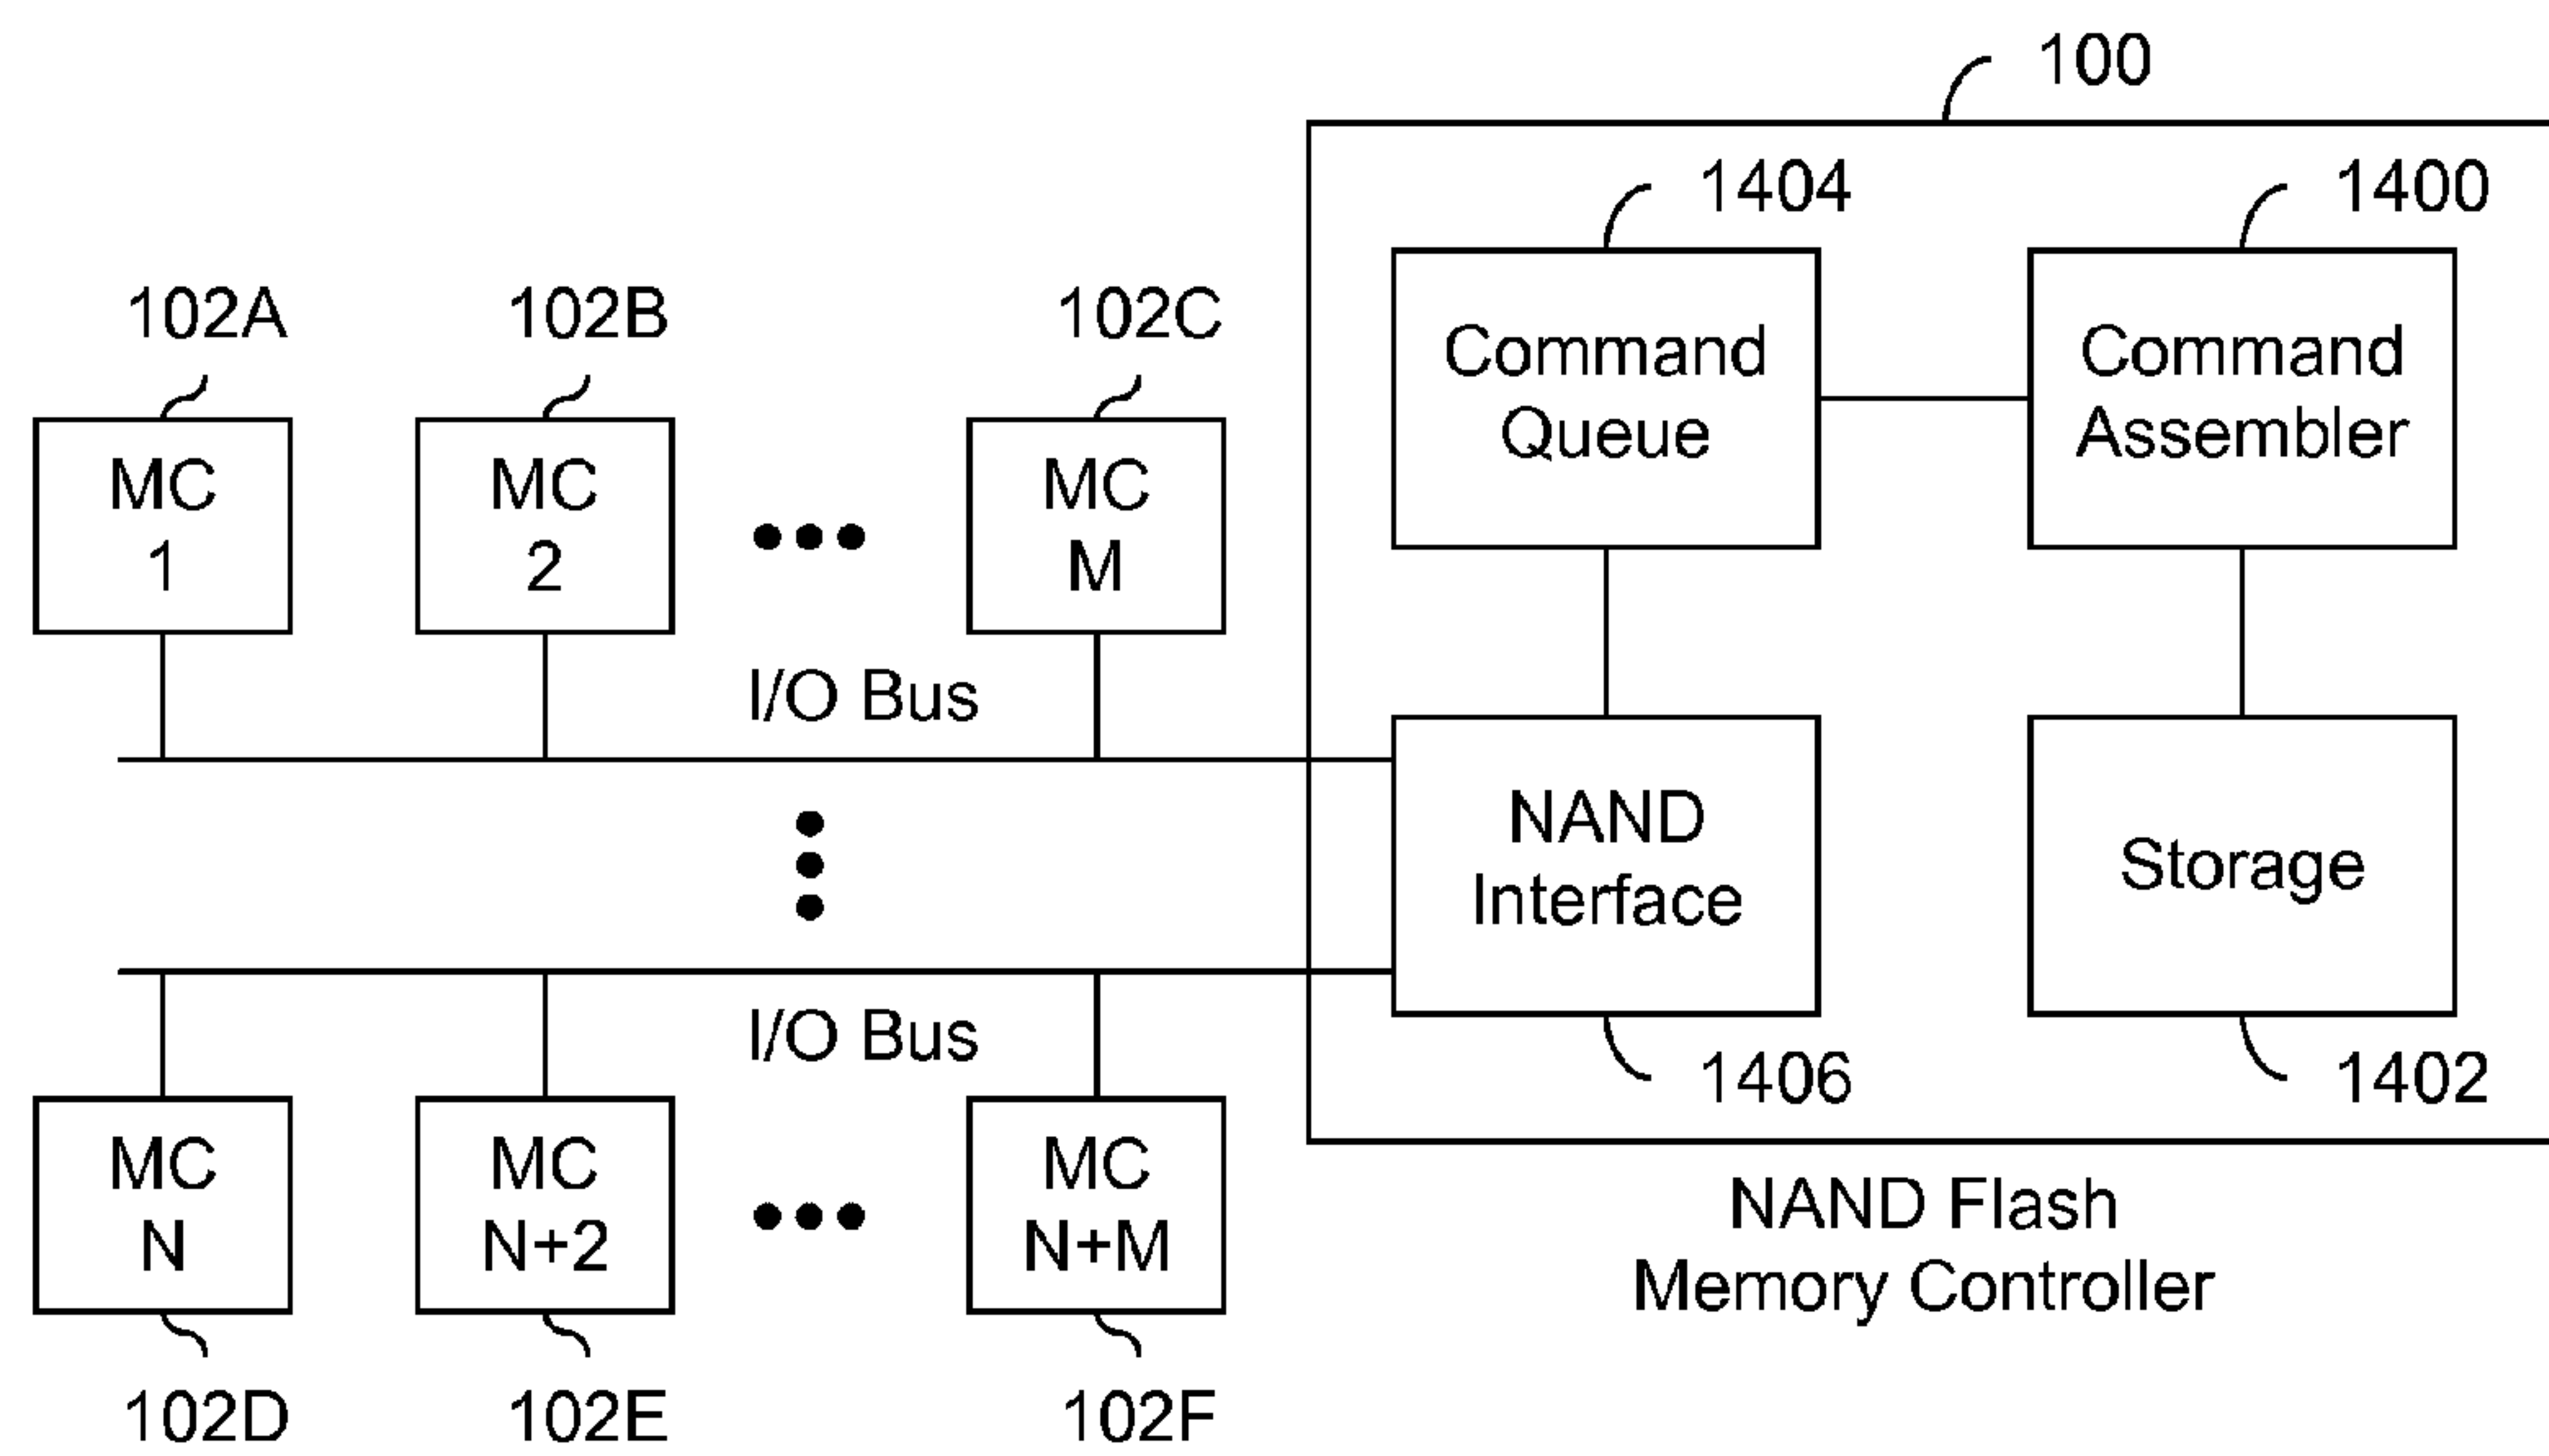 100
1404
1400
102A
102B
102C
Command
Queue
Command
Assembler
MC
1
MC
2
MC
M
I/O Bus
NAND
Interface
Storage
I/O Bus
1406
1402
MC
N
MC
N+2
MC
N+M
NAND Flash
Memory Controller
102D
102E
102F